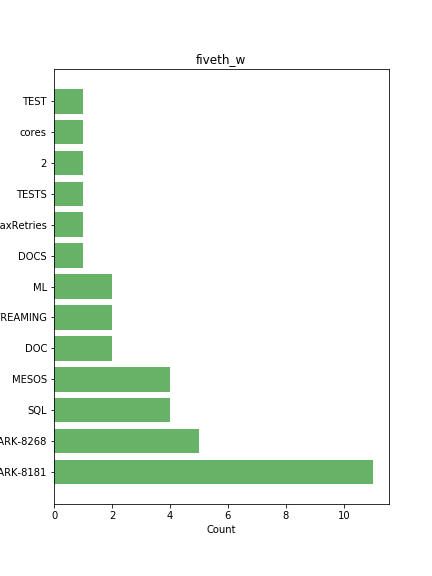 fiveth_w
TEST
cores
2
TESTS
axRetries
DOCS
ML
REAMING
DOC
MESOS
SQL
ARK-8268
ARK-8181
0 2 4 6 8 10
Count